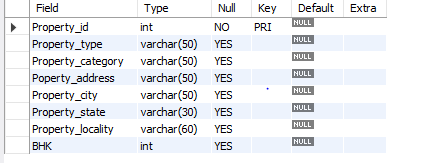 Field Type Null Key Default Extra
Property_id int NO PRI NULL
Property_type varchar(50) YES NULL
Property_category varchar(50) YES NULL
Poperty_address varchar(50) YES NULL
Property_city varchar(50) YES NULL
Property_state varchar(30) YES NULL
Property_locality varchar(60) YES NULL
BHK int YES NULL